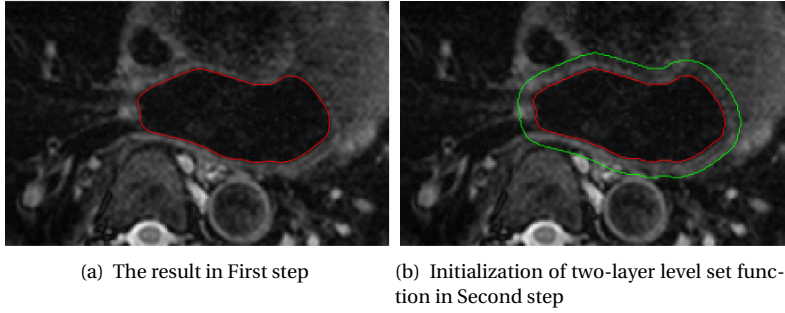 (a) The result in First step
(b) Initialization of two-layer level set func-
tion in Second step